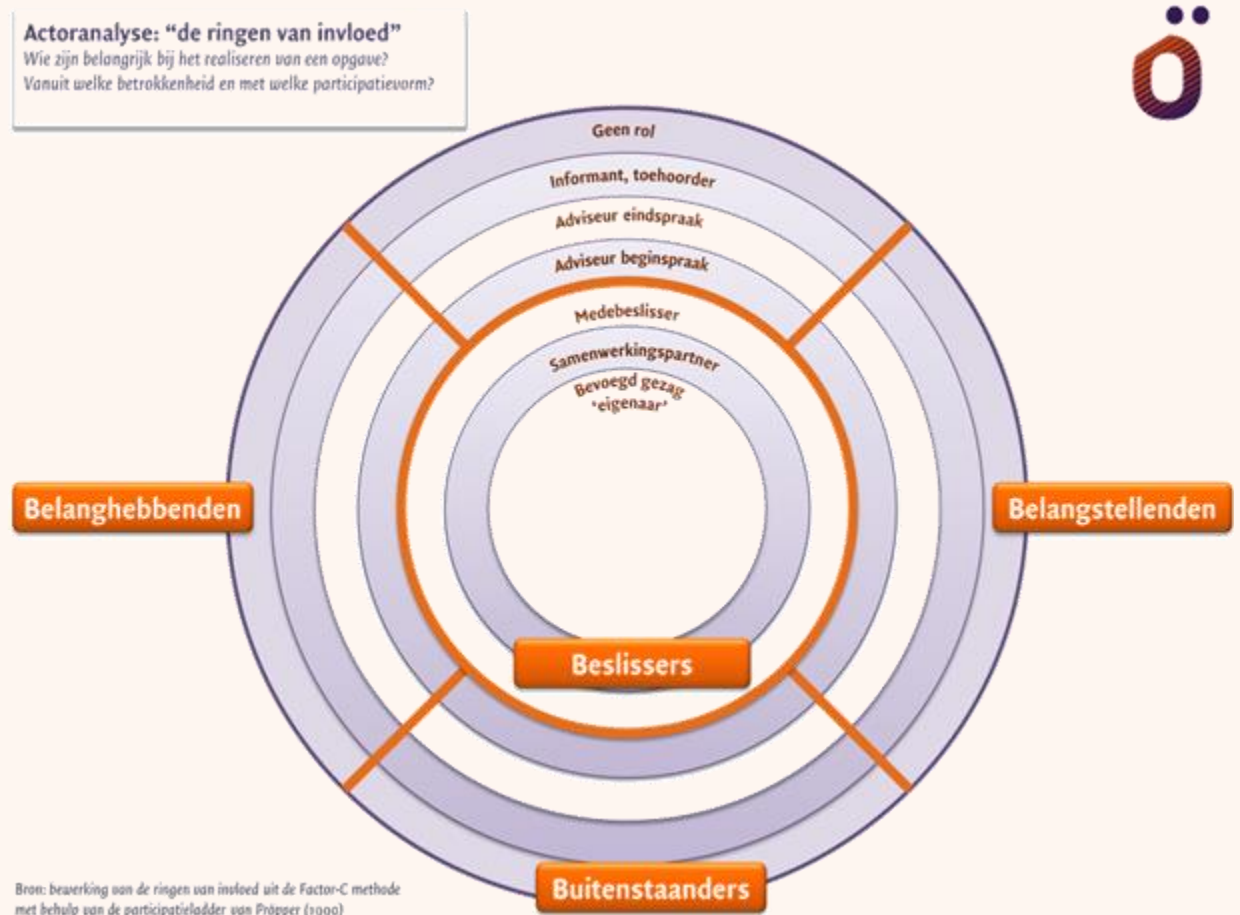 Actoranalyse: “de ringen van invloed”
Wie zijn belangrijk bij het realiseren van een opgave?
Vanuit welke betrokkenheid en met welke participatievorm?
Ö
Geen rol
Informant, toehoorder
Adviseur eindspraak
Adviseur beginspraak
Medebeslisser
Samenwerkingspartner
Bevoegd gezag
‘eigenaar’
Belanghebbenden
Belangstellenden
Beslissers
Buitenstaanders
Bron: bewerking van de ringen van invloed uit de Factor-C methode
met behulp van de participatieladder van Pröpper (1999)